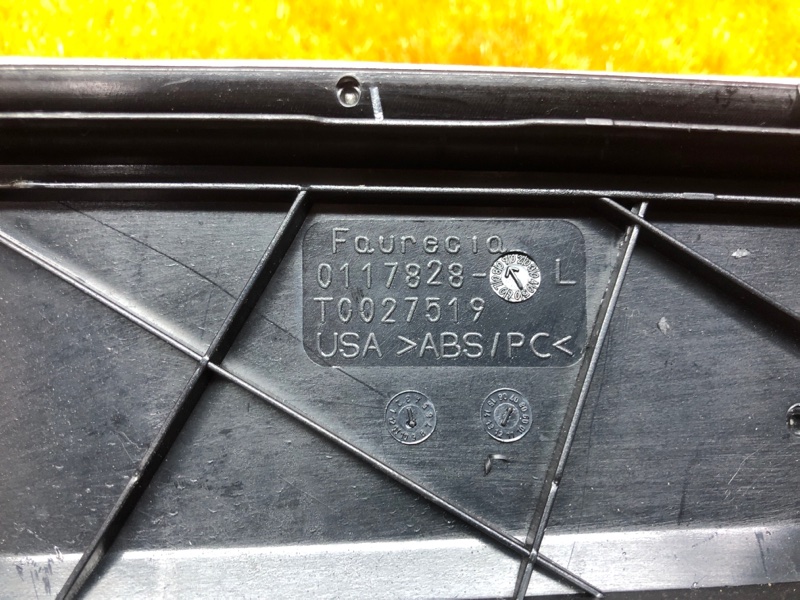 Faurecia
0117828- L
T0027519
USA >ABS/PC<